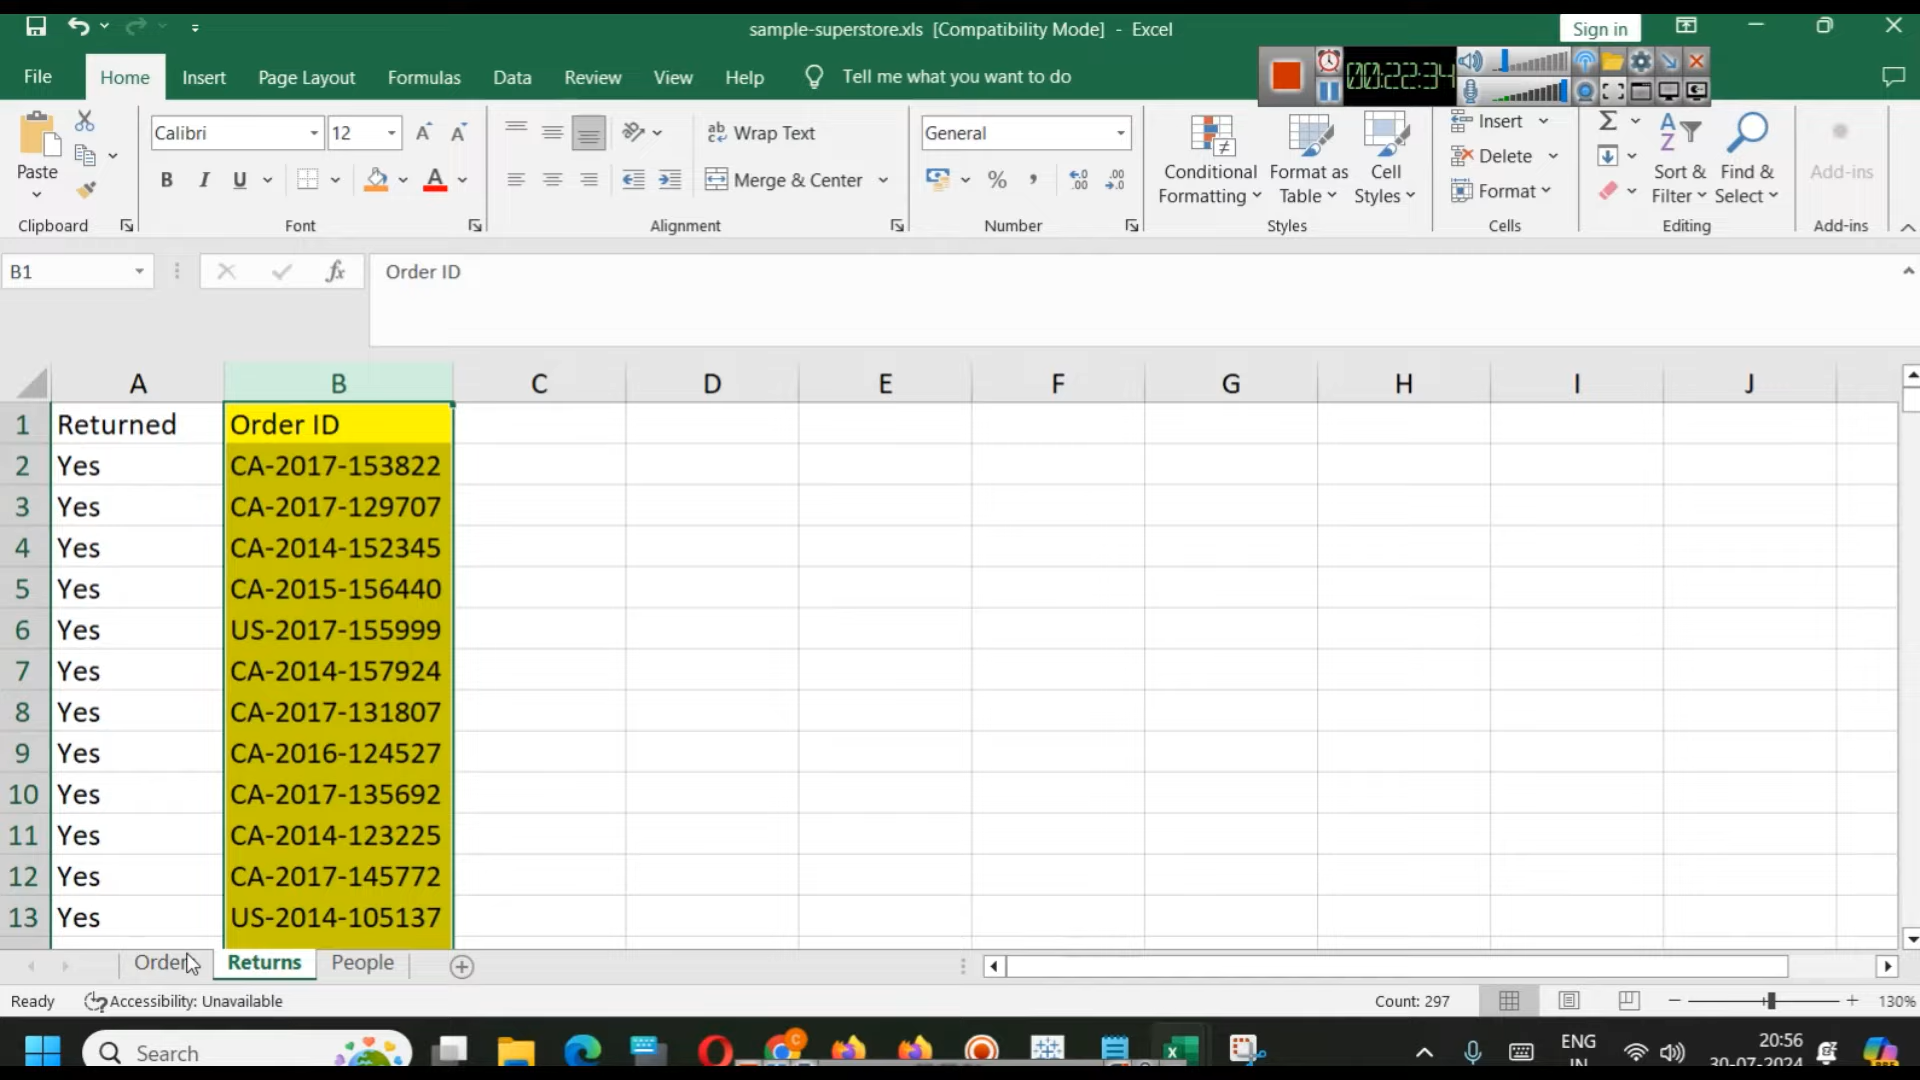 sample-superstore.xls [Compatibility Mode] - Excel
Sign in
File Home Insert Page Layout Formulas Data Review View Help Tell me what you want to do
00:22:34
Paste
Calibri 12
Wrap Text
Merge & Center
General
Conditional Formatting
Format as Table
Cell Styles
Insert
Delete
Format
Sort & Filter
Find & Select
Add-ins
Clipboard Font Alignment Number Styles Cells Editing Add-ins
B1 fx Order ID
A B C D E F G H I J
1 Returned Order ID
2 Yes CA-2017-153822
3 Yes CA-2017-129707
4 Yes CA-2014-152345
5 Yes CA-2015-156440
6 Yes US-2017-155999
7 Yes CA-2014-157924
8 Yes CA-2017-131807
9 Yes CA-2016-124527
10 Yes CA-2017-135692
11 Yes CA-2014-123225
12 Yes CA-2017-145772
13 Yes US-2014-105137
Order Returns People
Ready Accessibility: Unavailable Count: 297 130%
Search
ENG
IN
20:56
30-07-2024